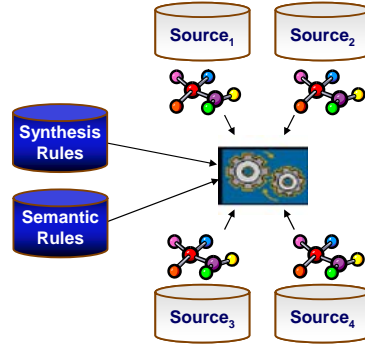 Source₁
Source₂
Synthesis
Rules
Semantic
Rules
Source₃
Source₄